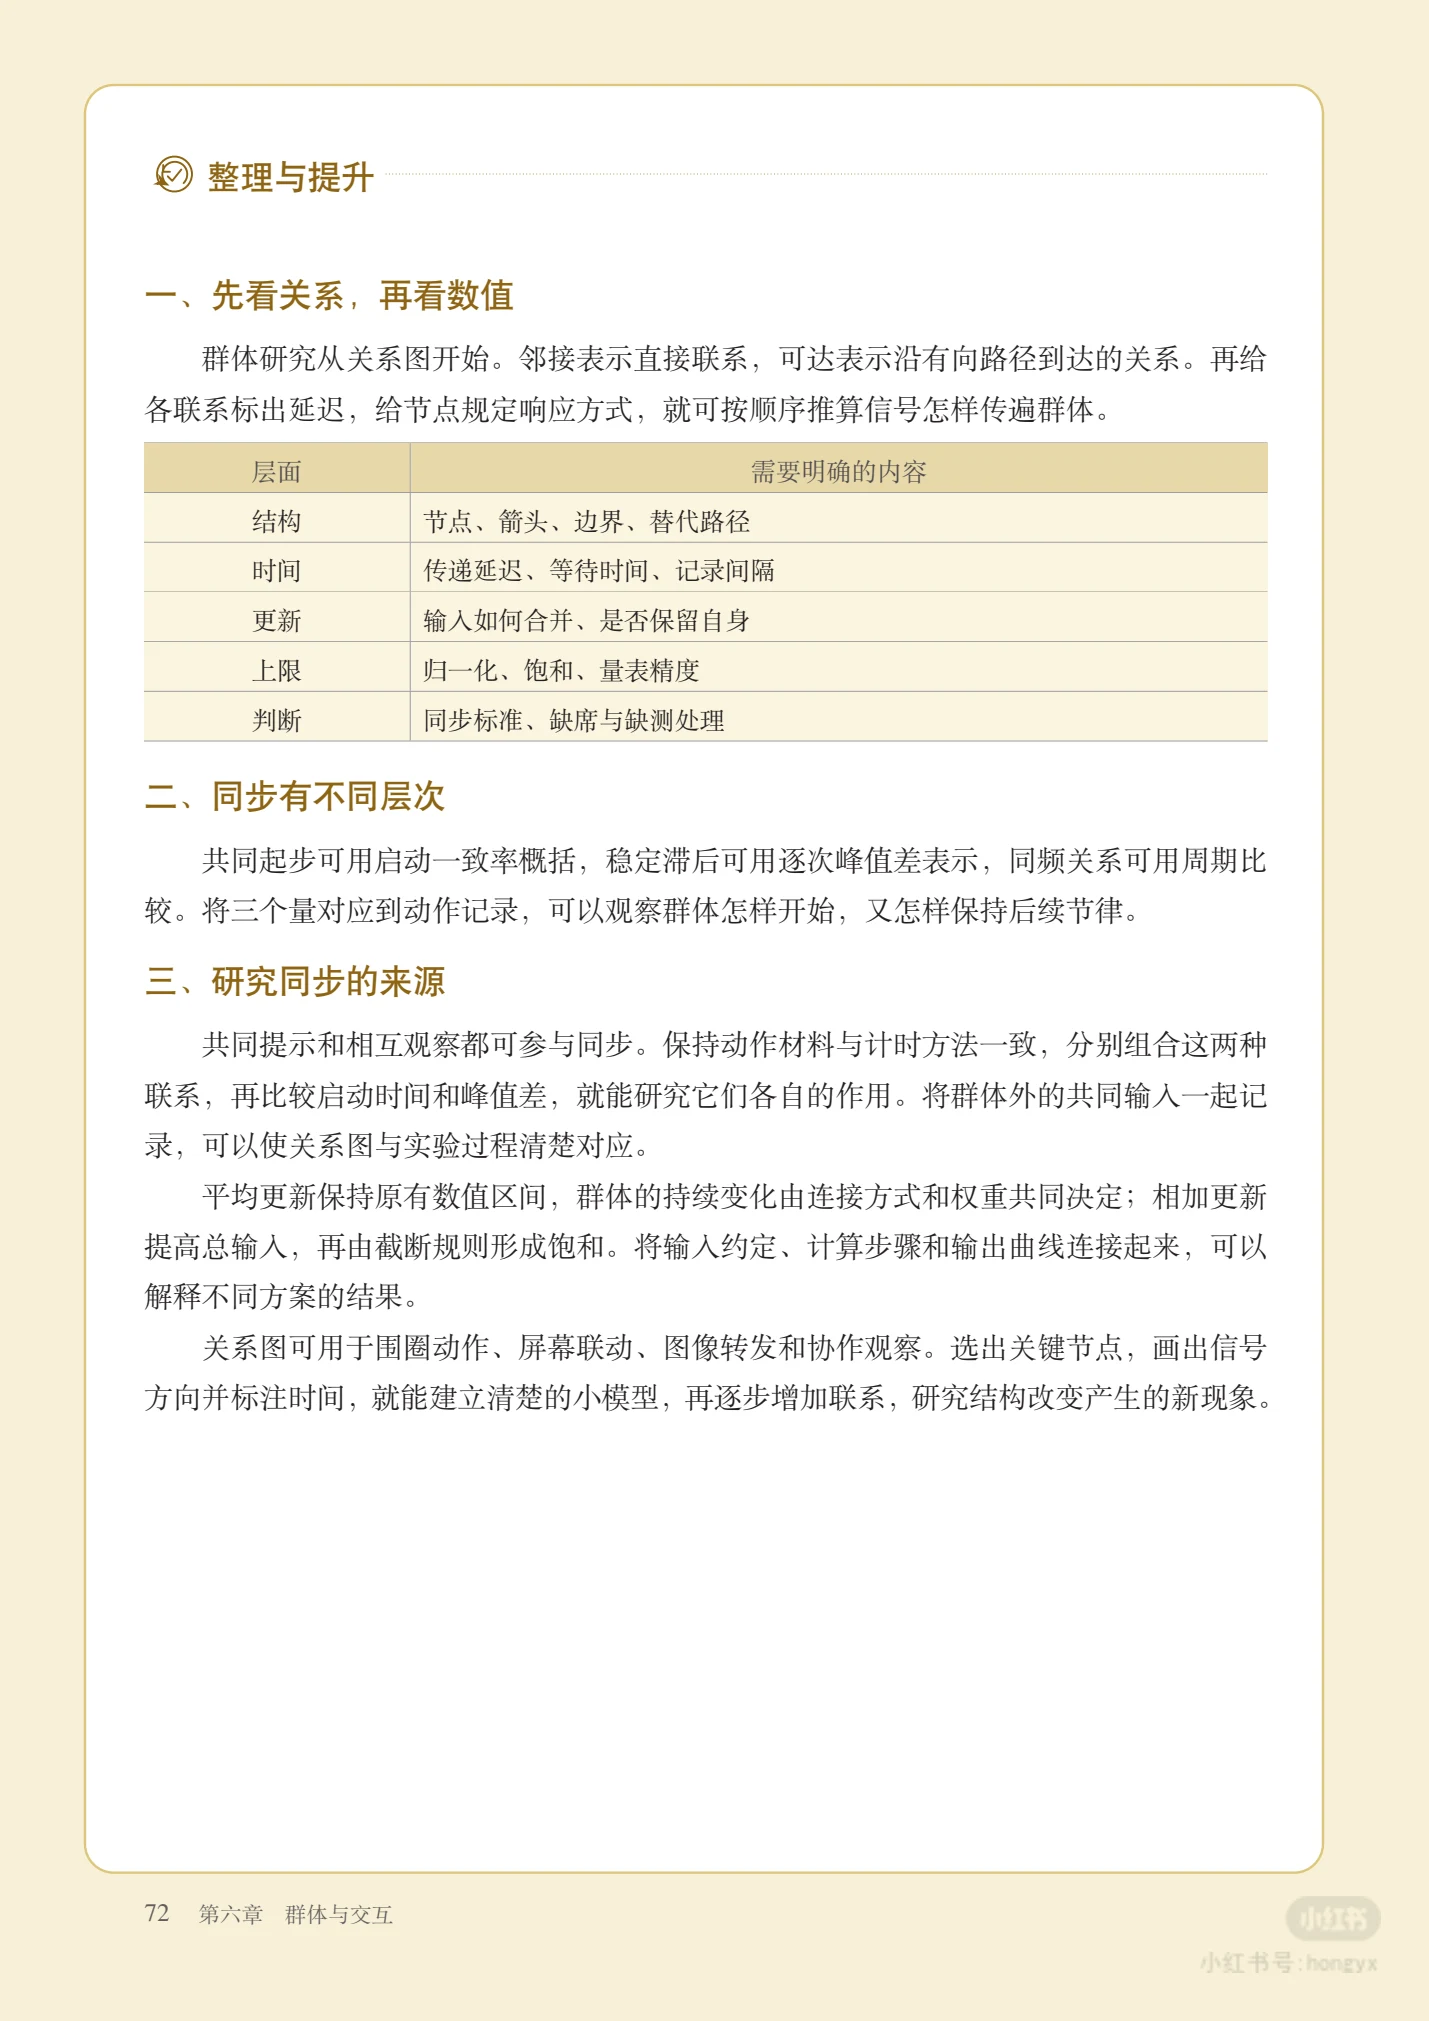 整理与提升
一、先看关系，再看数值
群体研究从关系图开始。邻接表示直接联系，可达表示沿有向路径到达的关系。再给
各联系标出延迟，给节点规定响应方式，就可按顺序推算信号怎样传遍群体。
层面 需要明确的内容
结构 节点、箭头、边界、替代路径
时间 传递延迟、等待时间、记录间隔
更新 输入如何合并、是否保留自身
上限 归一化、饱和、量表精度
判断 同步标准、缺席与缺测处理
二、同步有不同层次
共同起步可用启动一致率概括，稳定滞后可用逐次峰值差表示，同频关系可用周期比
较。将三个量对应到动作记录，可以观察群体怎样开始，又怎样保持后续节律。
三、研究同步的来源
共同提示和相互观察都可参与同步。保持动作材料与计时方法一致，分别组合这两种
联系，再比较启动时间和峰值差，就能研究它们各自的作用。将群体外的共同输入一起记
录，可以使关系图与实验过程清楚对应。
平均更新保持原有数值区间，群体的持续变化由连接方式和权重共同决定；相加更新
提高总输入，再由截断规则形成饱和。将输入约定、计算步骤和输出曲线连接起来，可以
解释不同方案的结果。
关系图可用于围圈动作、屏幕联动、图像转发和协作观察。选出关键节点，画出信号
方向并标注时间，就能建立清楚的小模型，再逐步增加联系，研究结构改变产生的新现象。
72 第六章 群体与交互
小红书
小红书号:hongyx